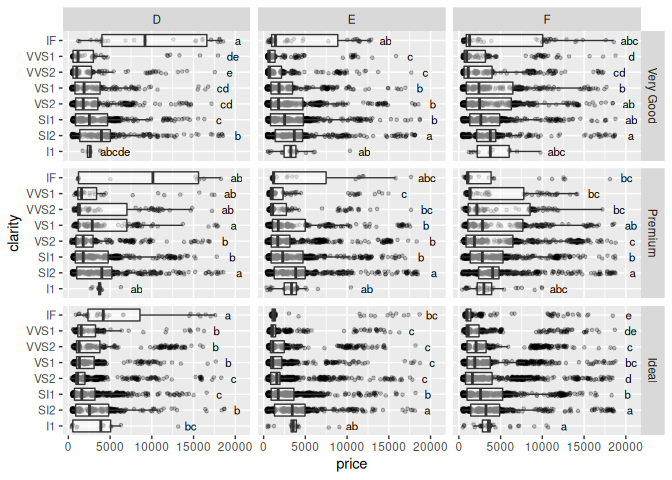 D E F
IF a ab abc
VVS1 de c d
VVS2 e c cd
VS1 cd b b
VS2 cd b ab
SI1 c b ab
SI2 b a a
I1 abcde ab abc
Very Good
IF ab abc bc
VVS1 ab c bc
VVS2 ab bc bc
VS1 a b ab
VS2 b b c
SI1 b b b
SI2 a a a
I1 ab ab abc
Premium
IF a bc e
VVS1 b c de
VVS2 b c c
VS1 b c bc
VS2 c c d
SI1 c b b
SI2 b a a
I1 bc ab a
Ideal
0 5000 10000 15000 20000 0 5000 10000 15000 20000 0 5000 10000 15000 20000
price
clarity